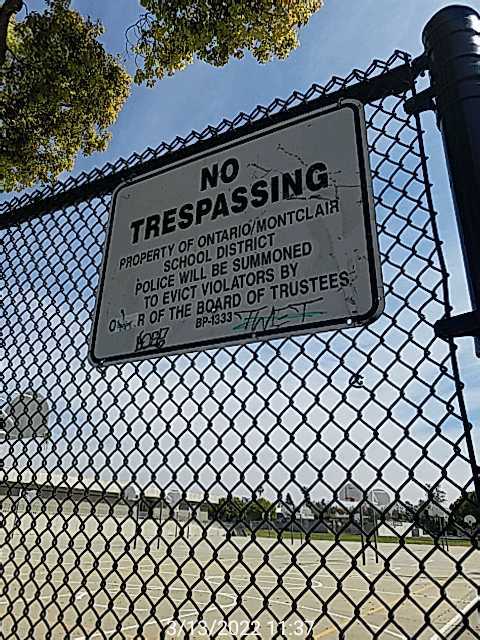 NO
TRESPASSING
PROPERTY OF ONTARIO/MONTCLAIR
SCHOOL DISTRICT
POLICE WILL BE SUMMONED
TO EVICT VIOLATORS BY
R OF THE BOARD OF TRUSTEES
BP-1333
3/13/2022 11:37